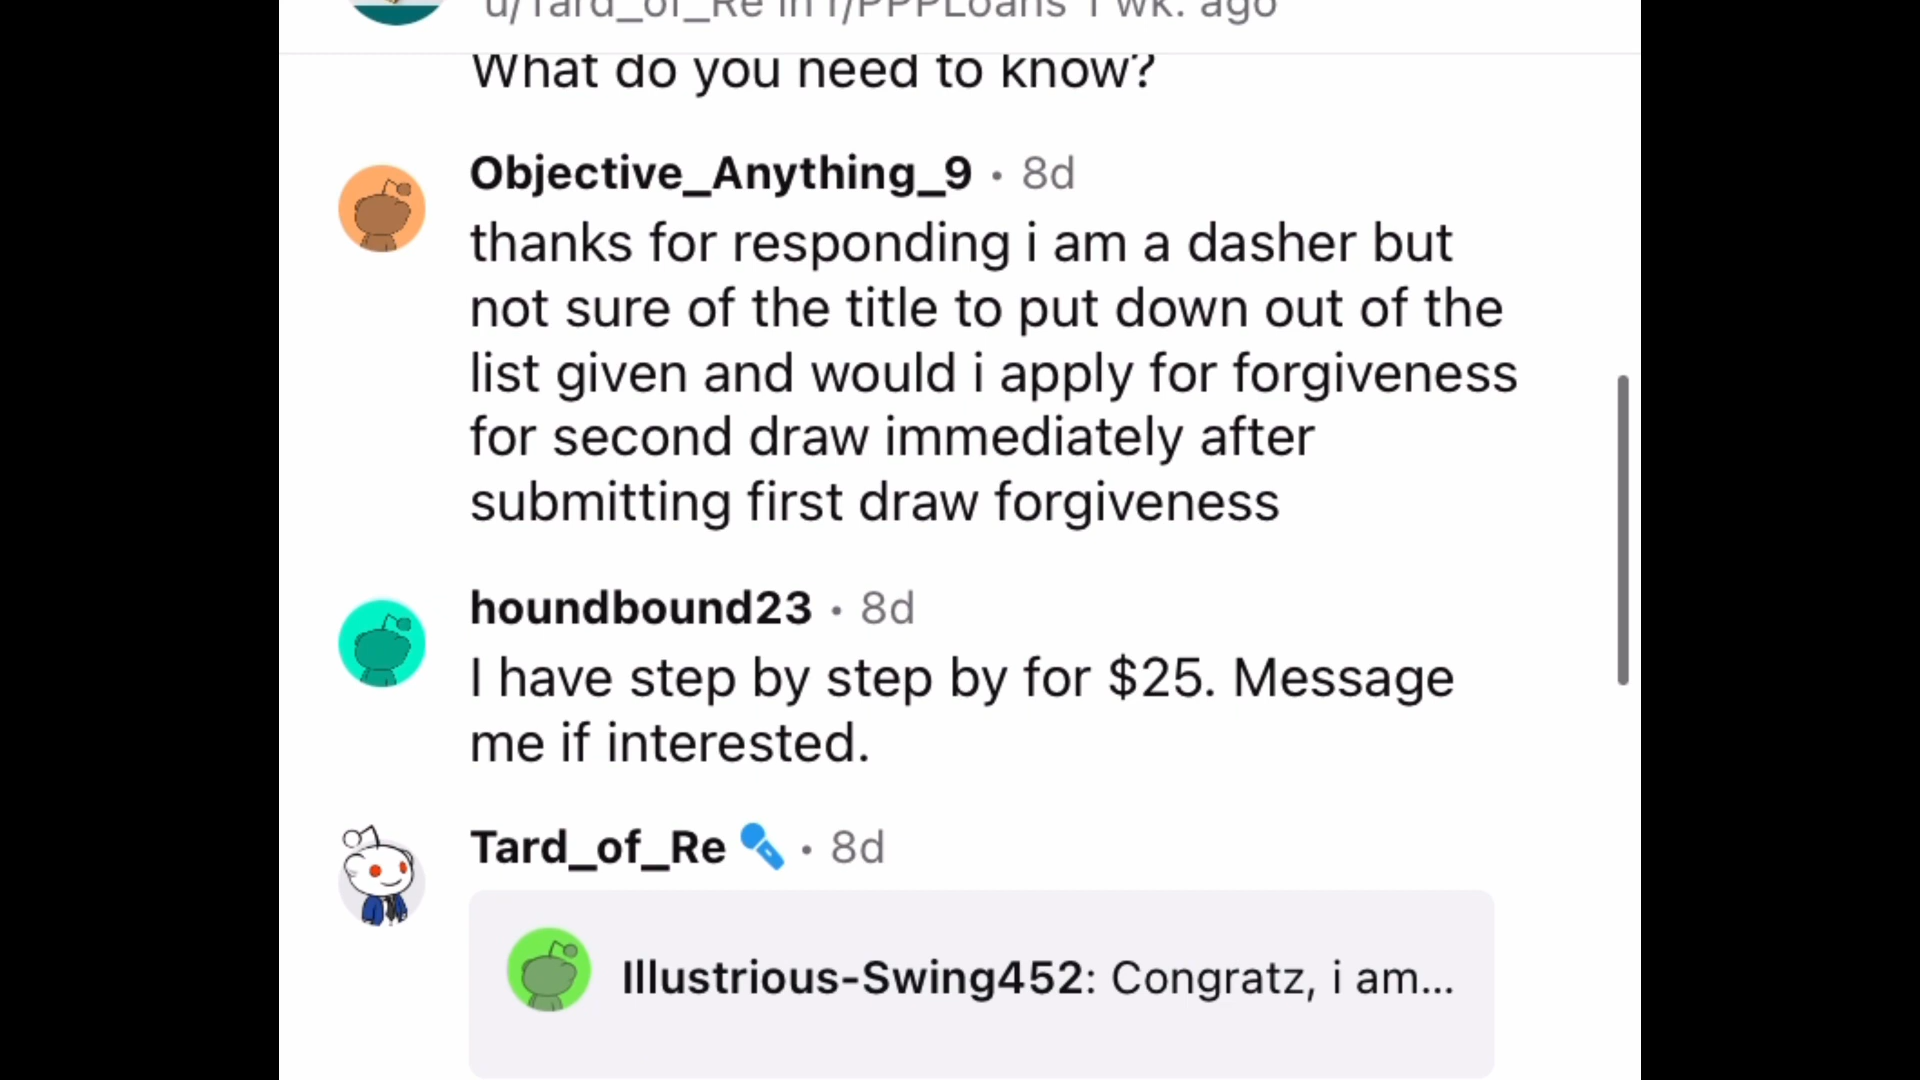 u/Tard_of_Re in r/PPPLoans 1 wk. ago
What do you need to know?
Objective_Anything_9 • 8d
thanks for responding i am a dasher but
not sure of the title to put down out of the
list given and would i apply for forgiveness
for second draw immediately after
submitting first draw forgiveness
houndbound23 • 8d
I have step by step by for $25. Message
me if interested.
Tard_of_Re • 8d
Illustrious-Swing452: Congratz, i am...